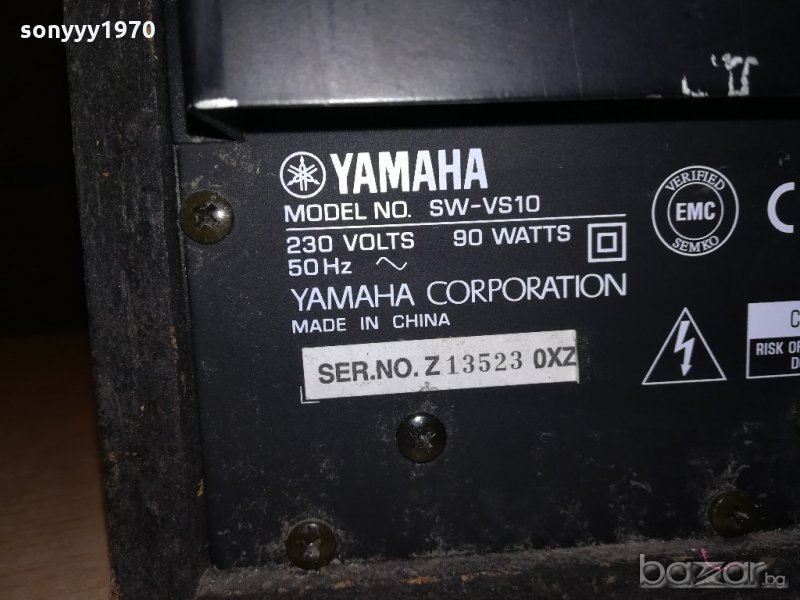 sonyyy1970
YAMAHA
MODEL NO. SW-VS10
230 VOLTS 90 WATTS
50Hz ~
YAMAHA CORPORATION
MADE IN CHINA
SER.NO. Z 13523 0XZ
VERIFIED
EMC
SEMKO
C
RISK OF
D
bazar.bg